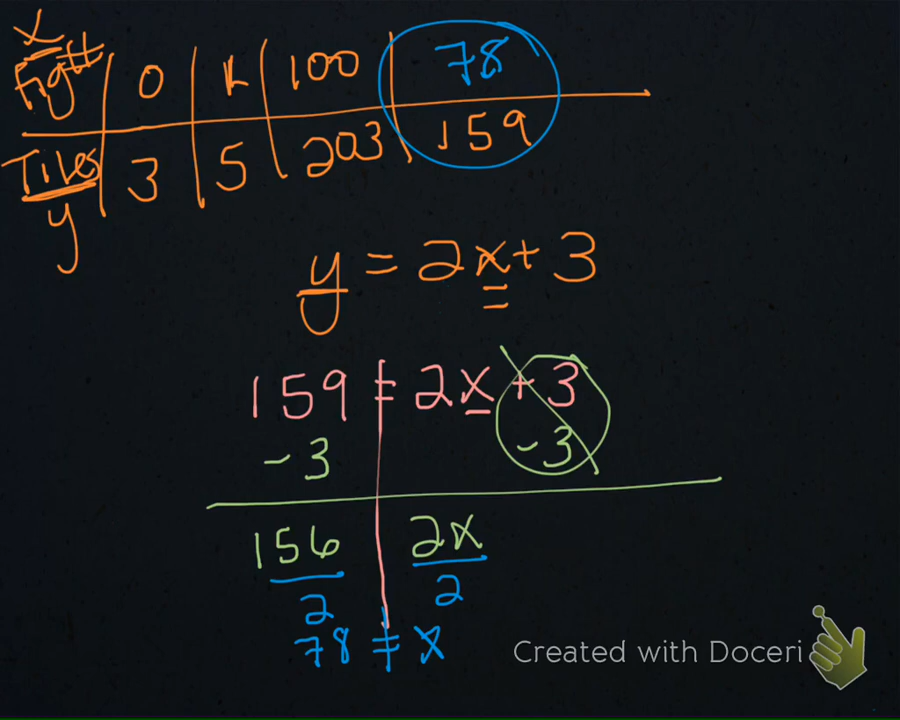 x
Fig# | 0 | 1 | 100 | 78
Tiles | 3 | 5 | 203 | 159
y
y = 2x + 3
159 = 2x + 3
- 3 - 3
156 2x
2 2
78 = x
Created with Doceri